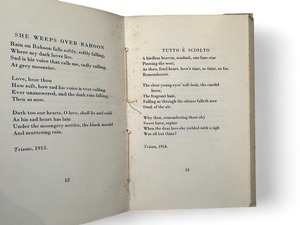 SHE WEEPS OVER RAHOON
Rain on Rahoon falls softly, softly falling,
Where my dark lover lies.
Sad is his voice that calls me, sadly calling,
At grey moonrise.
Love, hear thou
How soft, how sad his voice is ever calling,
Ever unanswered, and the dark rain falling,
Then as now.
Dark too our hearts, O love, shall lie and cold
As his sad heart has lain
Under the moongrey nettles, the black mould
And muttering rain.
Trieste, 1913.
12
TUTTO È SCIOLTO
A birdless heaven, seadusk, one lone star
Piercing the west,
As thou, fond heart, love's time, so faint, so far,
Rememberest.
The clear young eyes' soft look, the candid
brow,
The fragrant hair,
Falling as through the silence falleth now
Dusk of the air.
Why then, remembering those shy
Sweet lures, repine
When the dear love she yielded with a sigh
Was all but thine?
Trieste, 1914.
13